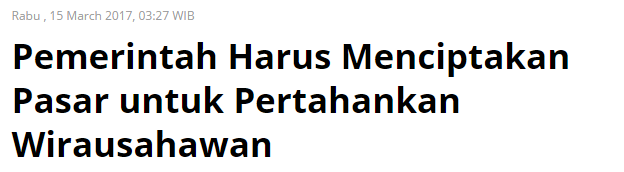 Rabu , 15 March 2017, 03:27 WIB
Pemerintah Harus Menciptakan
Pasar untuk Pertahankan
Wirausahawan